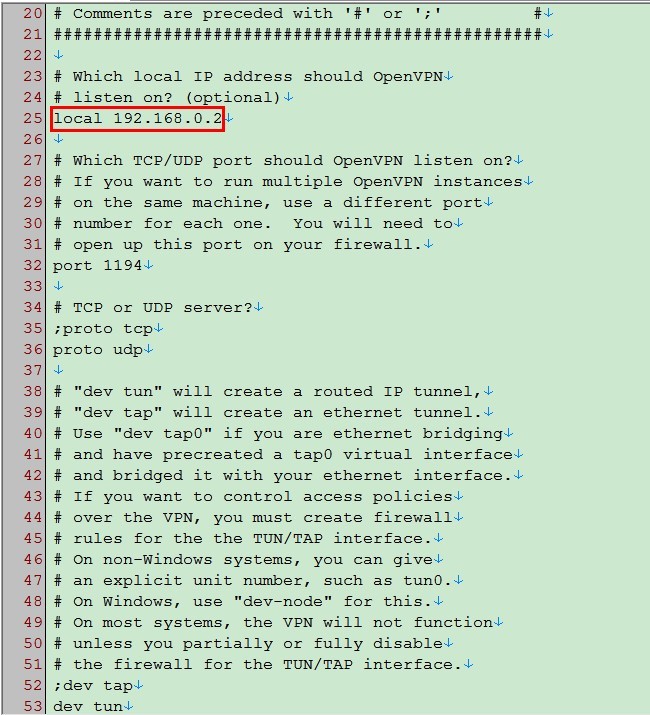 20 # Comments are preceded with '#' or ';'         #↓
21 #################################################↓
22 ↓
23 # Which local IP address should OpenVPN↓
24 # listen on? (optional)↓
25 local 192.168.0.2↓
26 ↓
27 # Which TCP/UDP port should OpenVPN listen on?↓
28 # If you want to run multiple OpenVPN instances↓
29 # on the same machine, use a different port↓
30 # number for each one.  You will need to↓
31 # open up this port on your firewall.↓
32 port 1194↓
33 ↓
34 # TCP or UDP server?↓
35 ;proto tcp↓
36 proto udp↓
37 ↓
38 # "dev tun" will create a routed IP tunnel,↓
39 # "dev tap" will create an ethernet tunnel.↓
40 # Use "dev tap0" if you are ethernet bridging↓
41 # and have precreated a tap0 virtual interface↓
42 # and bridged it with your ethernet interface.↓
43 # If you want to control access policies↓
44 # over the VPN, you must create firewall↓
45 # rules for the the TUN/TAP interface.↓
46 # On non-Windows systems, you can give↓
47 # an explicit unit number, such as tun0.↓
48 # On Windows, use "dev-node" for this.↓
49 # On most systems, the VPN will not function↓
50 # unless you partially or fully disable↓
51 # the firewall for the TUN/TAP interface.↓
52 ;dev tap↓
53 dev tun↓